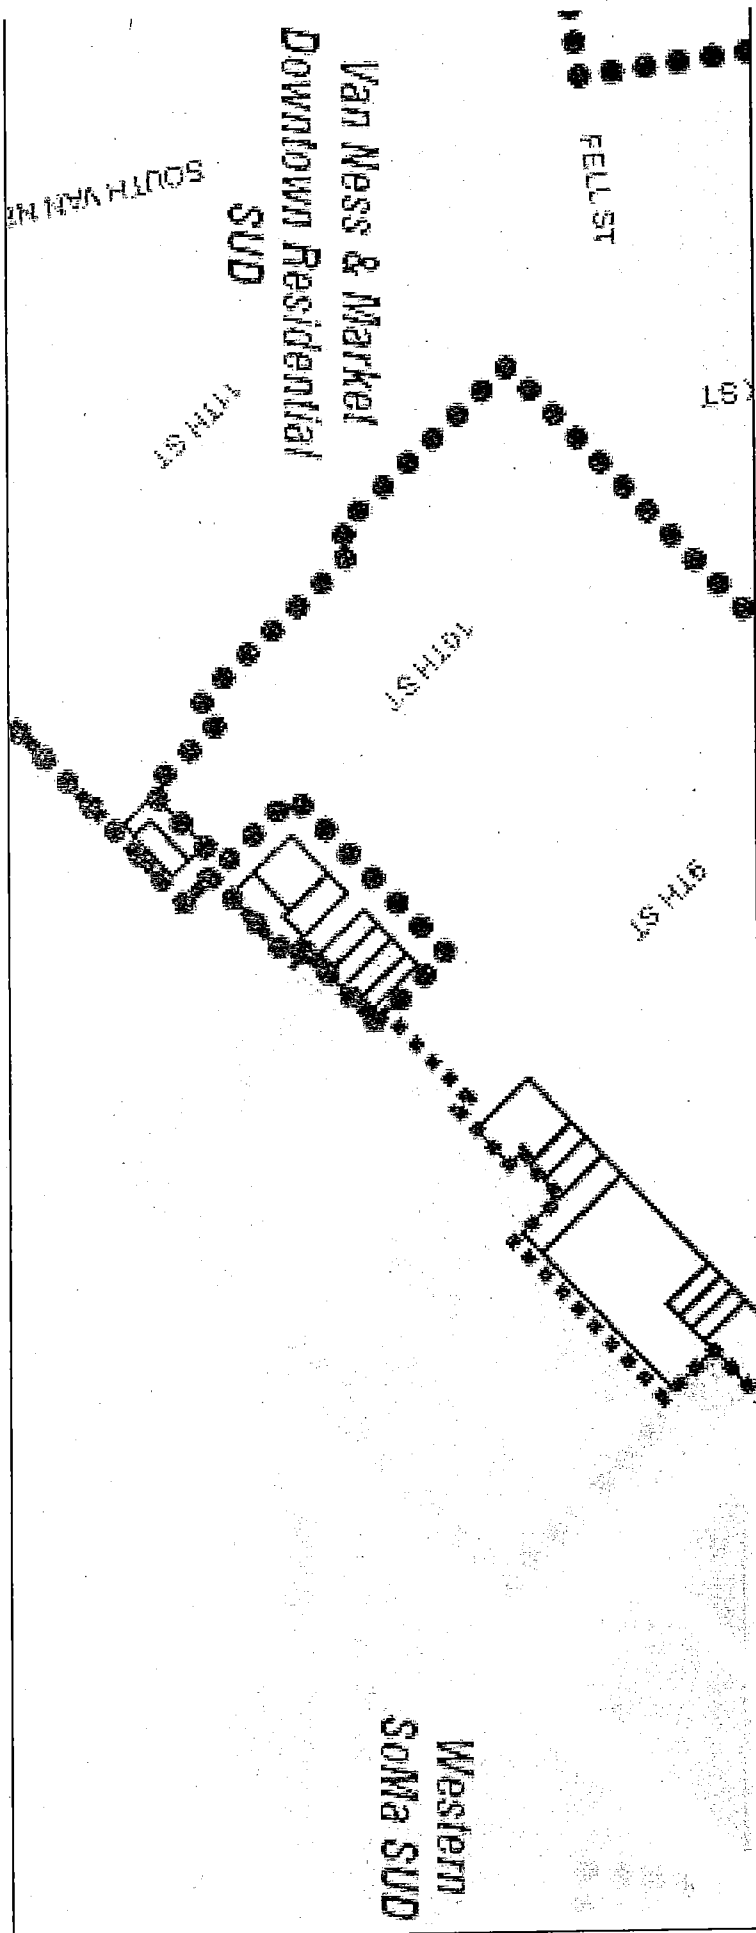 Van Ness & Market
Downtown Residential
SUD
SOUTH VAN NE
FELL ST
ST
11TH ST
10TH ST
9TH ST
Western
SoMa SUD